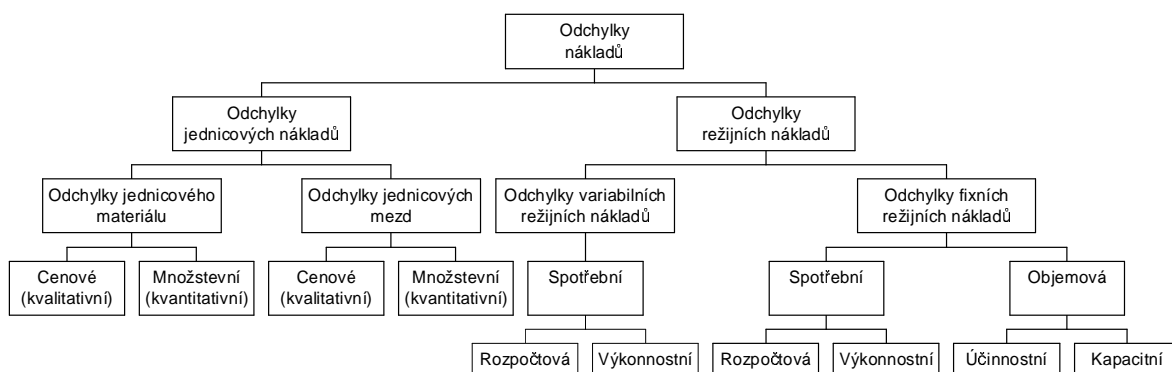 Odchylky
nákladů
Odchylky
jednicových nákladů
Odchylky
režijních nákladů
Odchylky jednicového
materiálu
Odchylky jednicových
mezd
Odchylky variabilních
režijních nákladů
Odchylky fixních
režijních nákladů
Cenové
(kvalitativní)
Množstevní
(kvantitativní)
Cenové
(kvalitativní)
Množstevní
(kvantitativní)
Spotřební
Spotřební
Objemová
Rozpočtová
Výkonnostní
Rozpočtová
Výkonnostní
Účinnostní
Kapacitní